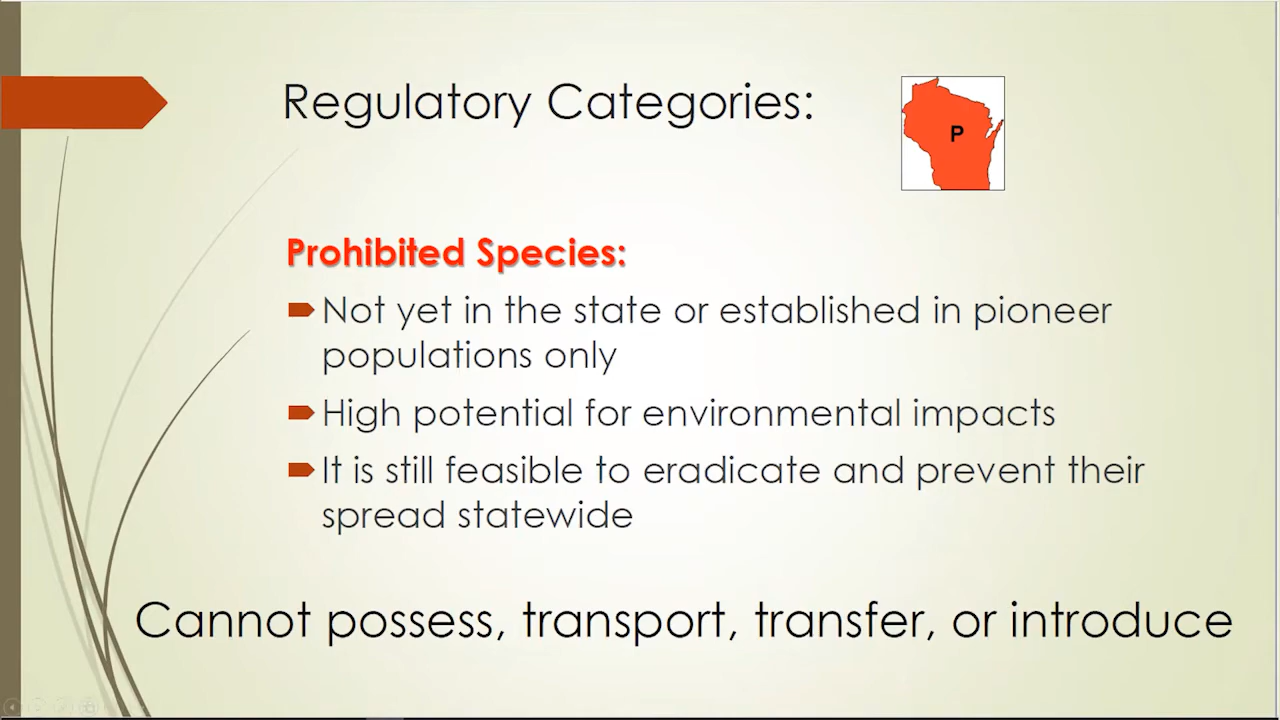 Regulatory Categories:
P
Prohibited Species:
Not yet in the state or established in pioneer
populations only
High potential for environmental impacts
It is still feasible to eradicate and prevent their
spread statewide
Cannot possess, transport, transfer, or introduce